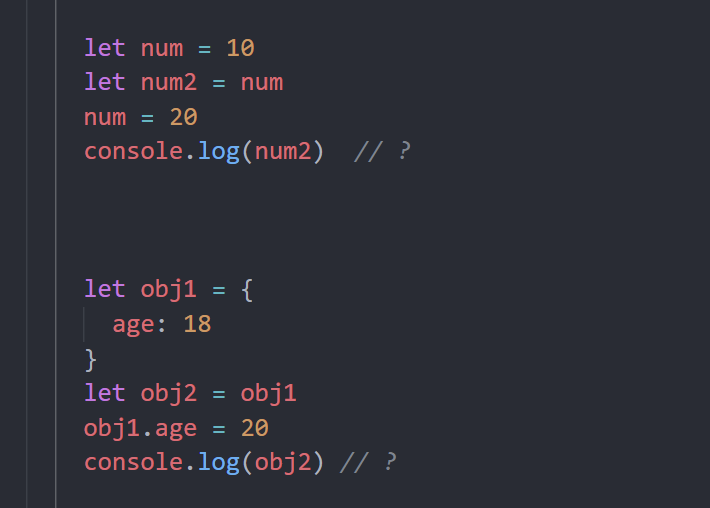 let num = 10
let num2 = num
num = 20
console.log(num2)  // ?
let obj1 = {
  age: 18
}
let obj2 = obj1
obj1.age = 20
console.log(obj2) // ?